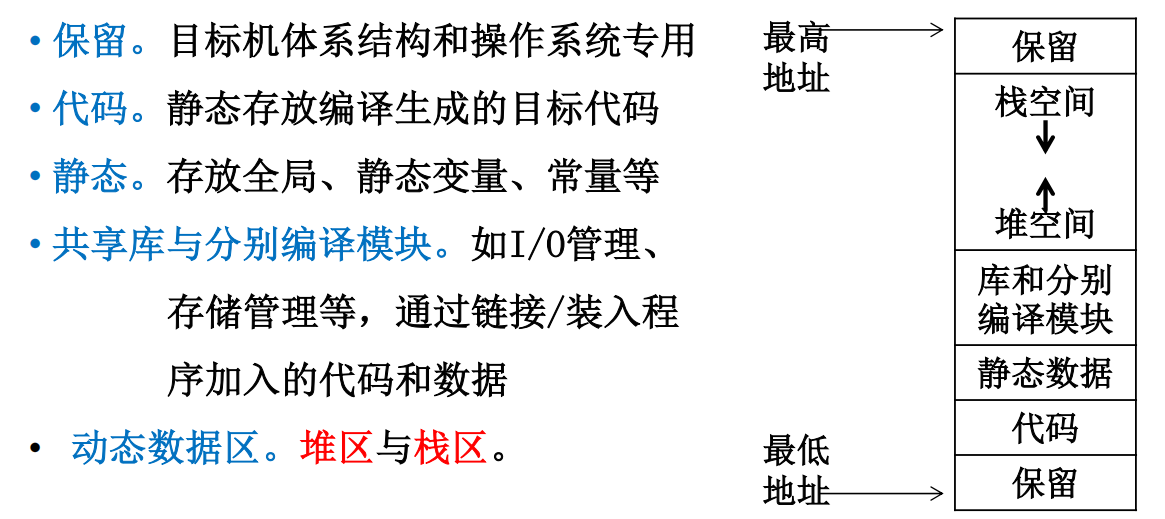 • 保留。目标机体系结构和操作系统专用
• 代码。静态存放编译生成的目标代码
• 静态。存放全局、静态变量、常量等
• 共享库与分别编译模块。如I/O管理、
存储管理等，通过链接/装入程
序加入的代码和数据
• 动态数据区。堆区与栈区。
最高
地址
保留
栈空间
堆空间
库和分别
编译模块
静态数据
代码
最低
地址
保留